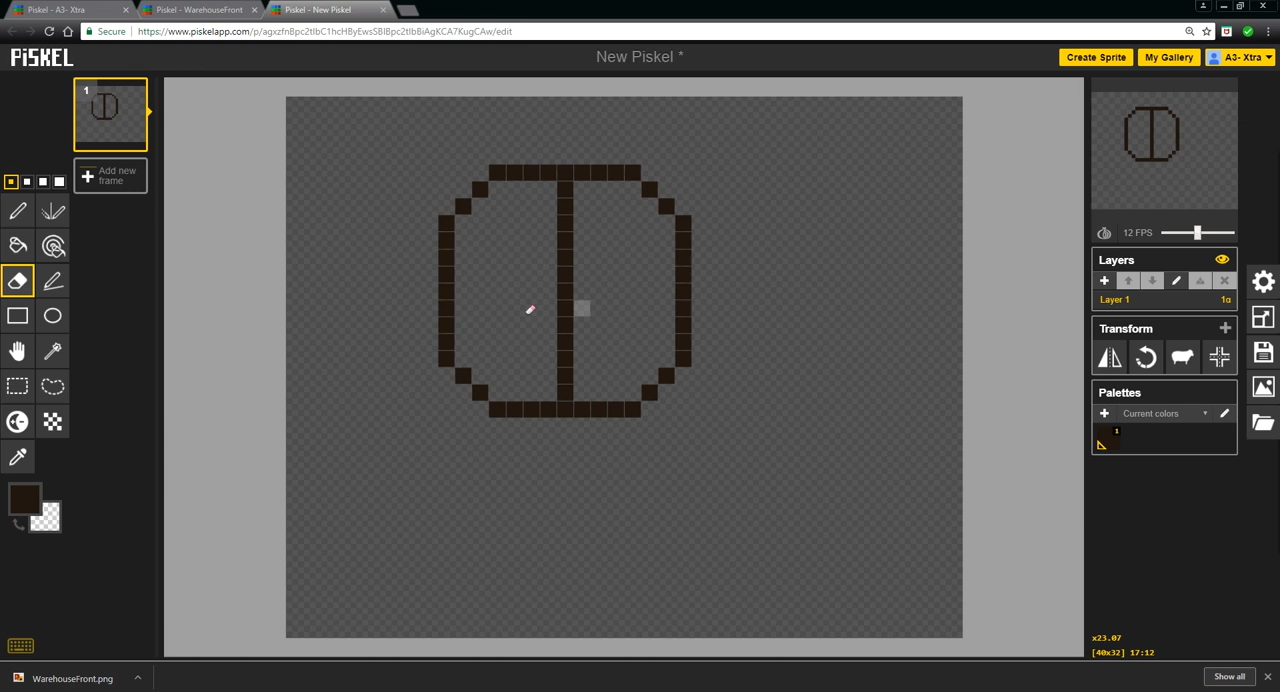 Piskel - A3- Xtra
Piskel - WarehouseFront
Piskel - New Piskel
Secure
https://www.piskelapp.com/p/agxzfnBpc2tlbC1hcHByEwsSBlBpc2tlbBiAgKCA7KugCAw/edit
PiSKEL
New Piskel *
Create Sprite
My Gallery
A3- Xtra
1
Add new
frame
12 FPS
Layers
Layer 1
1α
Transform
Palettes
Current colors
1
x23.07
[40x32] 17:12
WarehouseFront.png
Show all